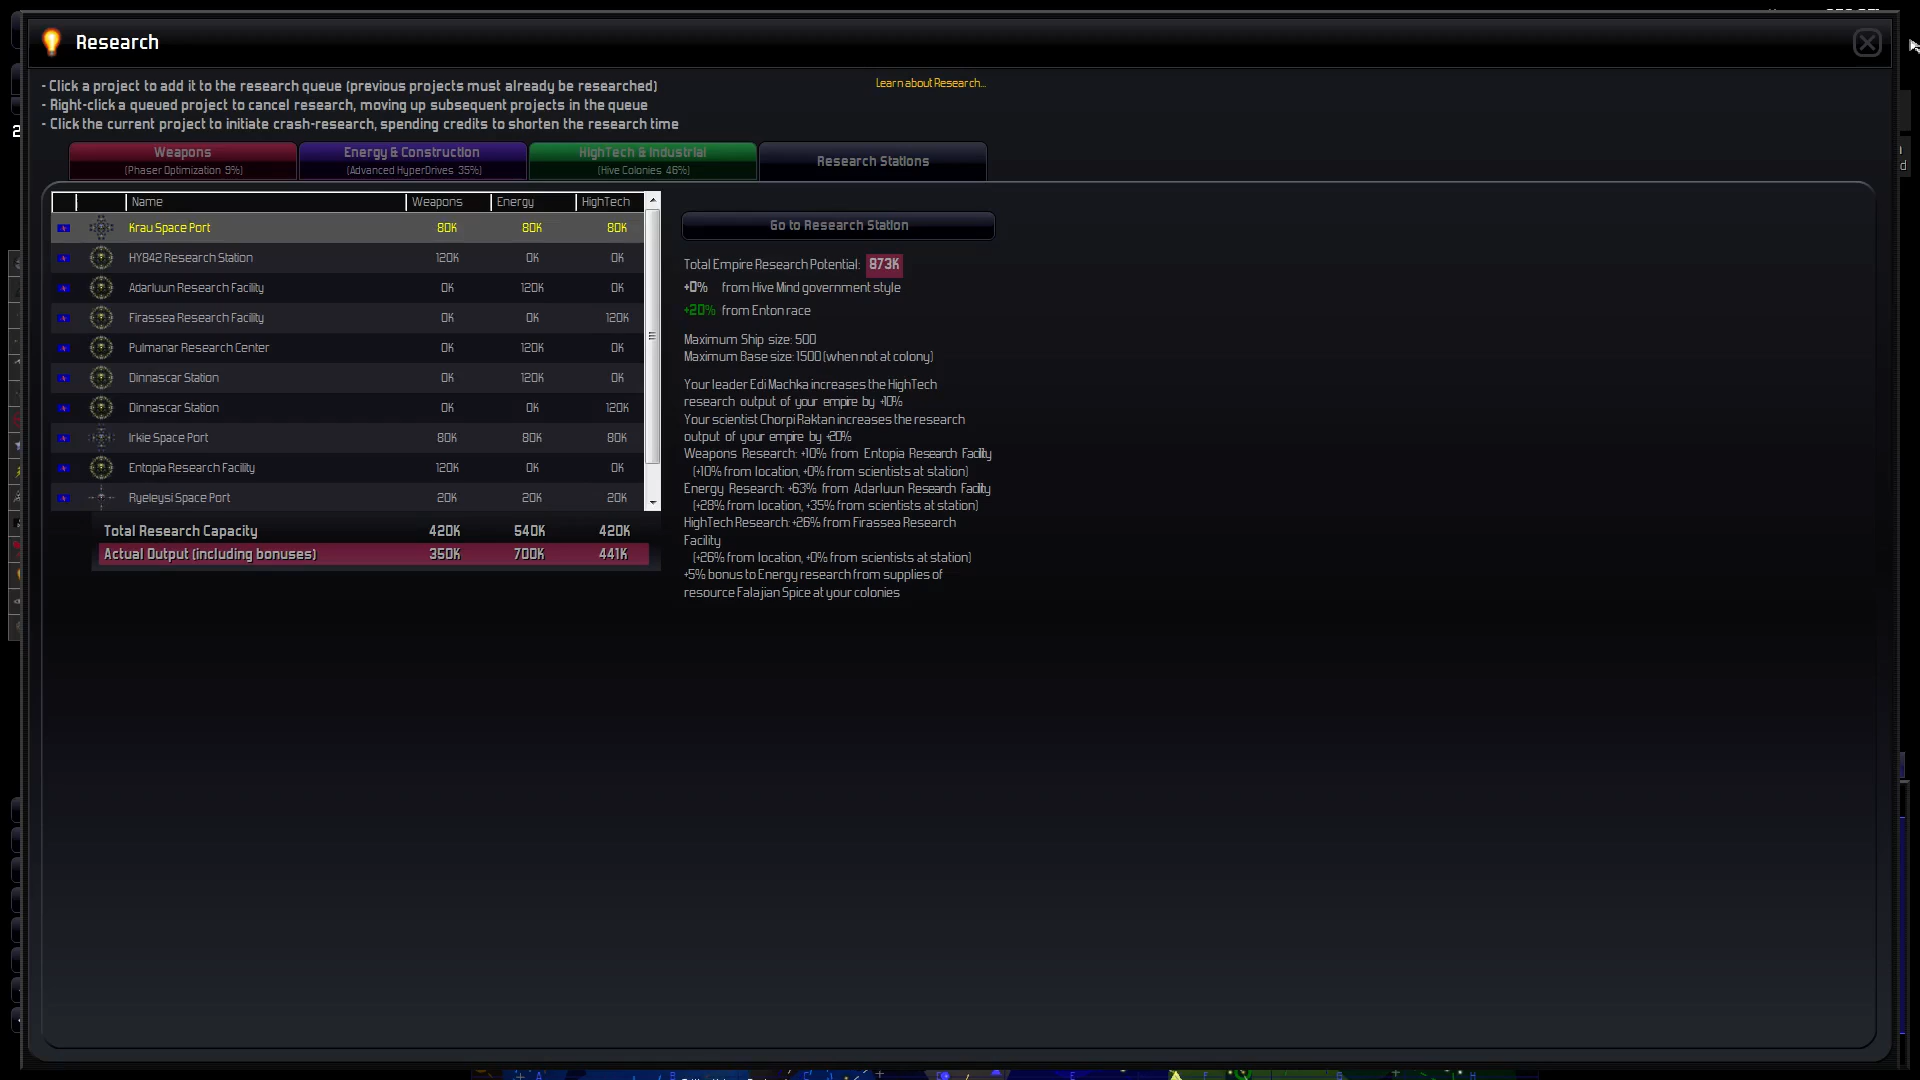 Research
- Click a project to add it to the research queue (previous projects must already be researched)
- Right-click a queued project to cancel research, moving up subsequent projects in the queue
- Click the current project to initiate crash-research, spending credits to shorten the research time
Learn about Research...
Weapons
(Phaser Optimization 9%)
Energy & Construction
(Advanced HyperDrives 35%)
HighTech & Industrial
(Hive Colonies 46%)
Research Stations
Name Weapons Energy HighTech
Krau Space Port 80K 80K 80K
HY842 Research Station 120K 0K 0K
Adarluun Research Facility 0K 120K 0K
Firassea Research Facility 0K 0K 120K
Pulmanar Research Center 0K 120K 0K
Dinnascar Station 0K 120K 0K
Dinnascar Station 0K 0K 120K
Irkie Space Port 80K 80K 80K
Entopia Research Facility 120K 0K 0K
Ryeleysi Space Port 20K 20K 20K
Total Research Capacity 420K 540K 420K
Actual Output (including bonuses) 350K 700K 441K
Go to Research Station
Total Empire Research Potential: 873K
+0% from Hive Mind government style
+20% from Enton race
Maximum Ship size: 500
Maximum Base size: 1500 (when not at colony)
Your leader Edi Machka increases the HighTech
research output of your empire by +10%
Your scientist Chorpi Raktan increases the research
output of your empire by +20%
Weapons Research: +10% from Entopia Research Facility
(+10% from location, +0% from scientists at station)
Energy Research: +63% from Adarluun Research Facility
(+28% from location, +35% from scientists at station)
HighTech Research: +26% from Firassea Research
Facility
(+26% from location, +0% from scientists at station)
+5% bonus to Energy research from supplies of
resource Falajian Spice at your colonies